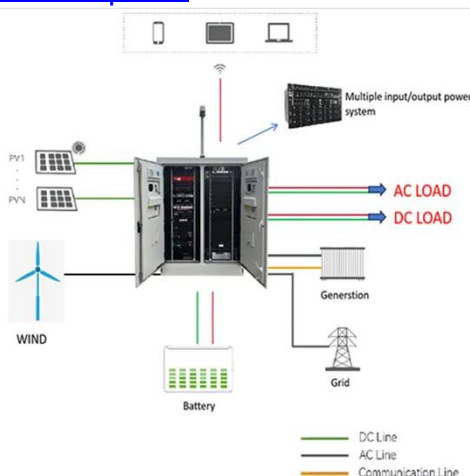 Multiple input/output power
system
PV1
PVN
AC LOAD
DC LOAD
WIND
Generstion
Grid
Battery
DC Line
AC Line
Communication Line